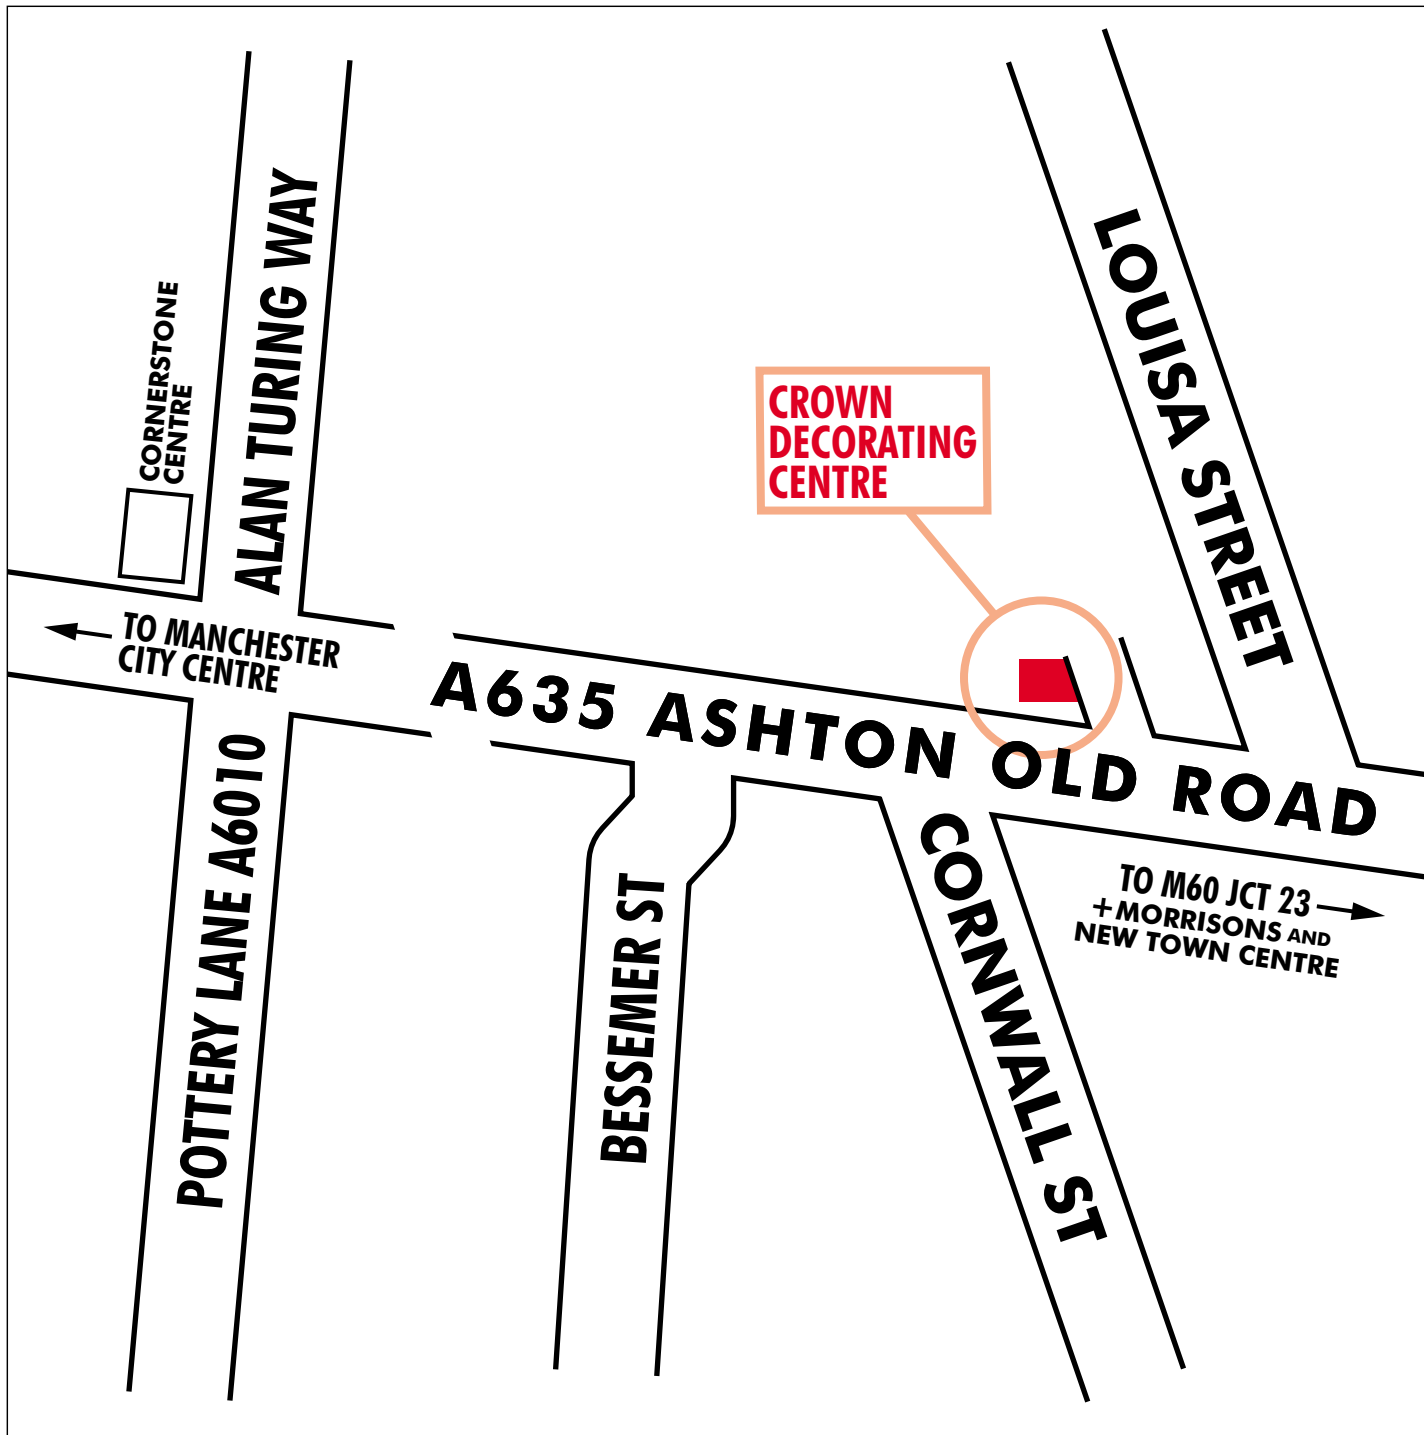 ALAN TURING WAY
CORNERSTONE
CENTRE
LOUISA STREET
CROWN
DECORATING
CENTRE
TO MANCHESTER
CITY CENTRE
A635 ASHTON OLD ROAD
POTTERY LANE A6010
BESSEMER ST
CORNWALL ST
TO M60 JCT 23
+MORRISONS AND
NEW TOWN CENTRE